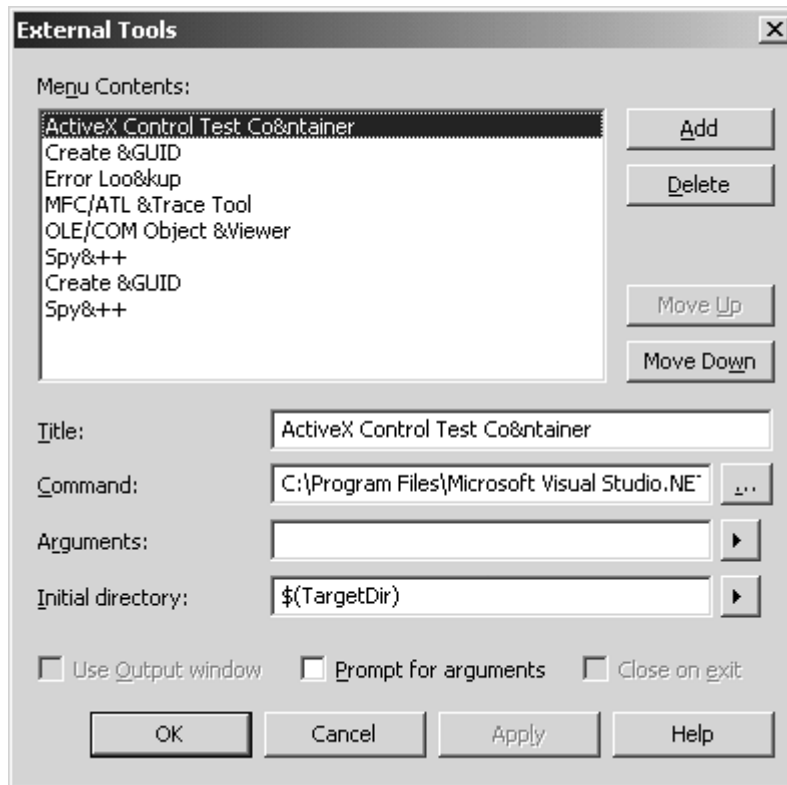 External Tools
Menu Contents:
ActiveX Control Test Co&ntainer
Create &GUID
Error Loo&kup
MFC/ATL &Trace Tool
OLE/COM Object &Viewer
Spy&++
Create &GUID
Spy&++
Add
Delete
Move Up
Move Down
Title: ActiveX Control Test Co&ntainer
Command: C:\Program Files\Microsoft Visual Studio.NET ...
Arguments:
Initial directory: $(TargetDir)
Use Output window Prompt for arguments Close on exit
OK Cancel Apply Help